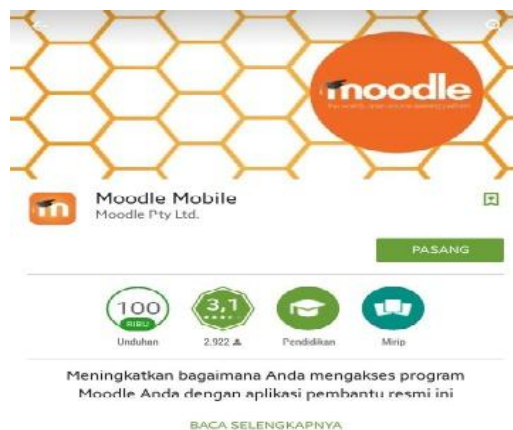 moodle
Moodle Mobile
Moodle Pty Ltd.
PASANG
100
RIBU
Unduhan
3,1
2.922
Pendidikan
Mirip
Meningkatkan bagaimana Anda mengakses program
Moodle Anda dengan aplikasi pembantu resmi ini
BACA SELENGKAPNYA